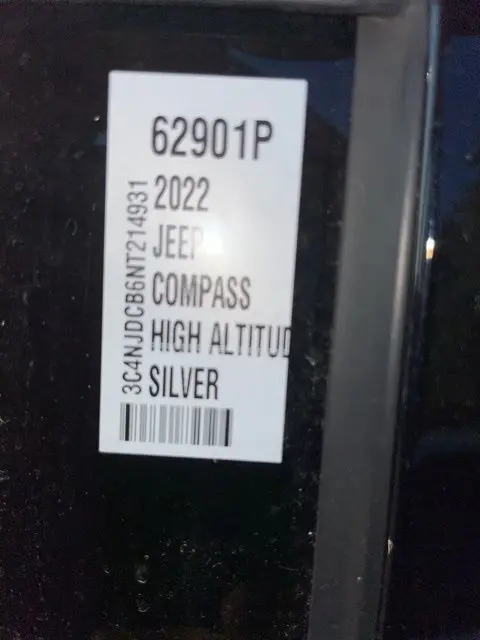 62901P
2022
JEEP
COMPASS
HIGH ALTITUD
SILVER
3C4NJDCB6NT214931